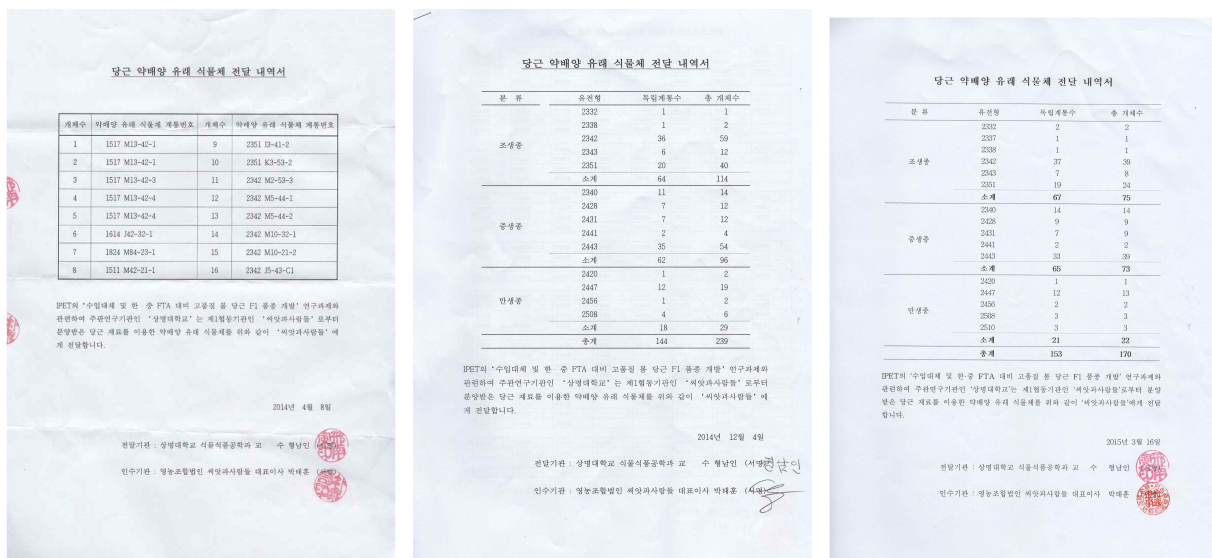 당근 약배양 유래 식물체 전달 내역서
개체수 약배양 유래 식물체 계통번호 개체수 약배양 유래 식물체 계통번호
1 1517 M13-42-1 9 2351 I3-41-2
2 1517 M13-42-1 10 2351 K3-53-2
3 1517 M13-42-3 11 2342 M2-53-3
4 1517 M13-42-4 12 2342 M5-44-1
5 1517 M13-42-4 13 2342 M5-44-2
6 1614 J42-32-1 14 2342 M10-32-1
7 1824 M84-23-1 15 2342 M10-21-2
8 1511 M42-21-1 16 2342 J5-43-C1
IPET의 '수입대체 및 한·중 FTA 대비 고품질 봄 당근 F1 품종 개발' 연구과제와
관련하여 주관연구기관인 '상명대학교' 는 제1협동기관인 '씨앗과사람들' 로부터
분양받은 당근 재료를 이용한 약배양 유래 식물체를 위와 같이 '씨앗과사람들' 에
게 전달합니다.
2014년 4월 8일
전달기관 : 상명대학교 식물식품공학과 교 수 형남인 (서명)
인수기관 : 영농조합법인 씨앗과사람들 대표이사 박태훈 (서명)
당근 약배양 유래 식물체 전달 내역서
분 류 유전형 독립계통수 총 개체수
조생종
2332 1 1
2338 1 2
2342 36 59
2343 6 12
2351 20 40
소계 64 114
중생종
2340 11 14
2428 7 12
2431 7 12
2441 2 4
2443 35 54
소계 62 96
만생종
2420 1 2
2447 12 19
2456 1 2
2508 4 6
소계 18 29
총계 144 239
IPET의 '수입대체 및 한·중 FTA 대비 고품질 봄 당근 F1 품종 개발' 연구과제와
관련하여 주관연구기관인 '상명대학교' 는 제1협동기관인 '씨앗과사람들' 로부터
분양받은 당근 재료를 이용한 약배양 유래 식물체를 위와 같이 '씨앗과사람들' 에
게 전달합니다.
2014년 12월 4일
전달기관 : 상명대학교 식물식품공학과 교 수 형남인 (서명) 형남인
인수기관 : 영농조합법인 씨앗과사람들 대표이사 박태훈 (서명)
당근 약배양 유래 식물체 전달 내역서
분 류 유전형 독립계통수 총 개체수
조생종
2332 2 2
2337 1 1
2338 1 1
2342 37 39
2343 7 8
2351 19 24
소계 67 75
중생종
2340 14 14
2428 9 9
2431 7 9
2441 2 2
2443 33 39
소계 65 73
만생종
2420 1 1
2447 12 13
2456 2 2
2508 3 3
2510 3 3
소계 21 22
총계 153 170
IPET의 '수입대체 및 한·중 FTA 대비 고품질 봄 당근 F1 품종 개발' 연구과제와
관련하여 주관연구기관인 '상명대학교'는 제1협동기관인 '씨앗과사람들'로부터 분양
받은 당근 재료를 이용한 약배양 유래 식물체를 위와 같이 '씨앗과사람들'에게 전달
합니다.
2015년 3월 16일
전달기관 : 상명대학교 식물식품공학과 교 수 형남인 (서명)
인수기관 : 영농조합법인 씨앗과사람들 대표이사 박태훈 (서명)